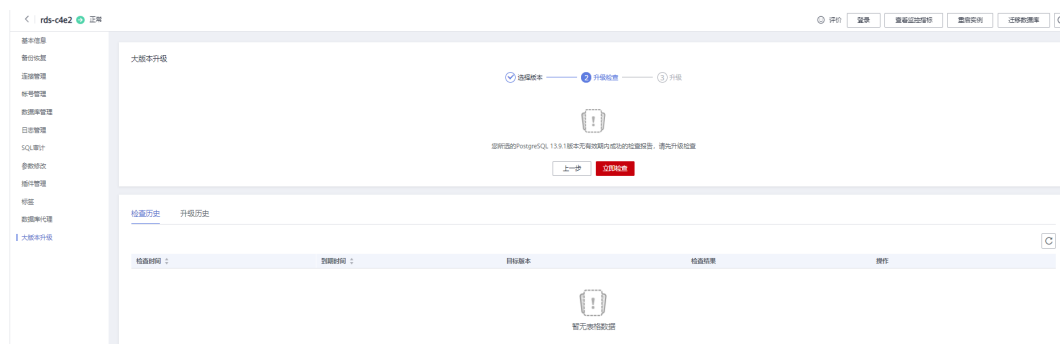 rds-c4e2 正常
评价 登录 查看监控指标 重启实例 迁移数据库
基本信息
备份恢复
连接管理
帐号管理
数据库管理
日志管理
SQL审计
参数修改
插件管理
标签
数据库代理
大版本升级
大版本升级
选择版本 2 升级检查 3 升级
您所选的PostgreSQL 13.9.1版本无有效期内成功的检查报告，请先升级检查
上一步 立即检查
检查历史 升级历史
检查时间 到期时间 目标版本 检查结果 操作
暂无表格数据